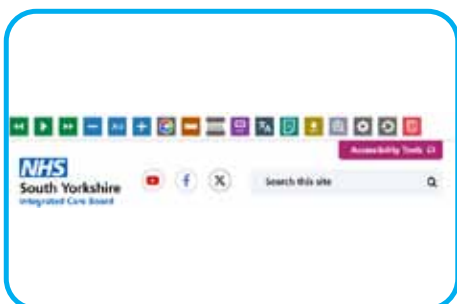 Accessibility Tools
NHS
South Yorkshire
Integrated Care Board
Search this site